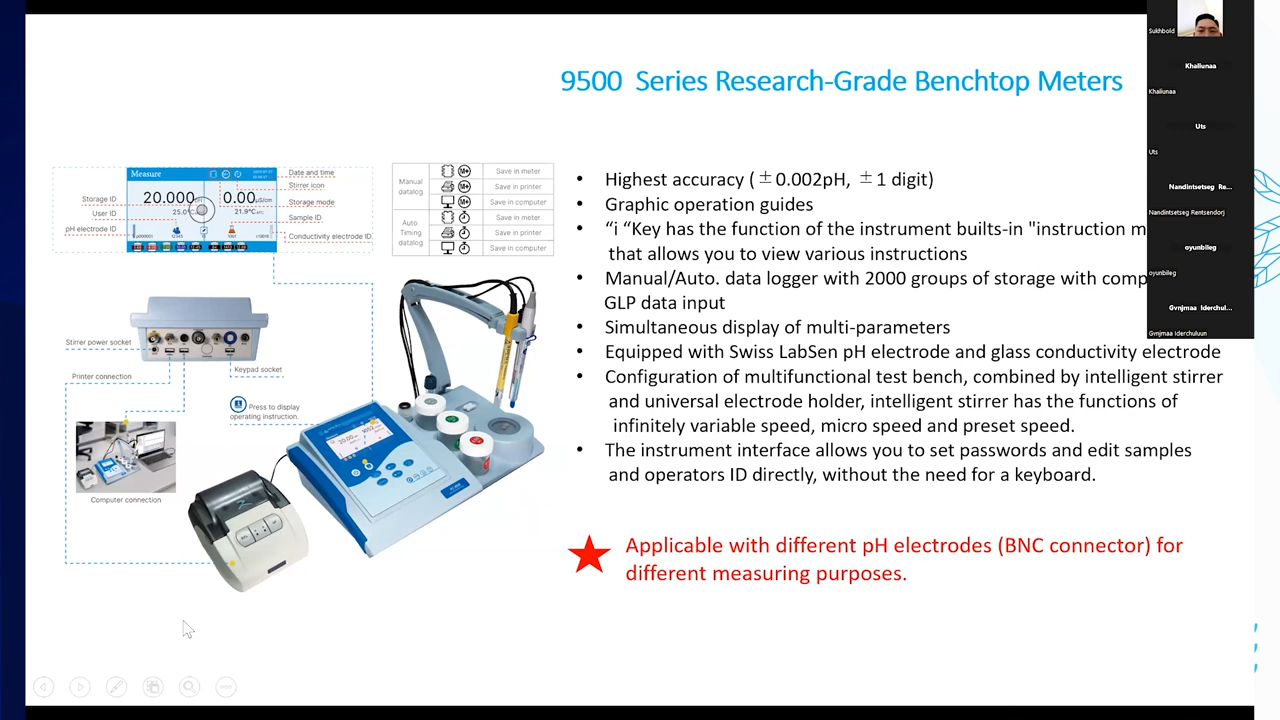 9500 Series Research-Grade Benchtop Meters
Measure
20.000
0.00
µS/cm
25.0
21.9°C
Date and time
Stirrer icon
Storage mode
Sample ID
Conductivity electrode ID
Storage ID
User ID
pH electrode ID
Manual datalog
Save in meter
Save in printer
Save in computer
Auto Timing datalog
Save in meter
Save in printer
Save in computer
Stirrer power socket
Printer connection
Keypad socket
Press to display
operating instruction.
Computer connection
• Highest accuracy ( ±0.002pH, ±1 digit)
• Graphic operation guides
• “i “Key has the function of the instrument builts-in "instruction m
that allows you to view various instructions
• Manual/Auto. data logger with 2000 groups of storage with comp
GLP data input
• Simultaneous display of multi-parameters
• Equipped with Swiss LabSen pH electrode and glass conductivity electrode
• Configuration of multifunctional test bench, combined by intelligent stirrer
and universal electrode holder, intelligent stirrer has the functions of
infinitely variable speed, micro speed and preset speed.
• The instrument interface allows you to set passwords and edit samples
and operators ID directly, without the need for a keyboard.
Applicable with different pH electrodes (BNC connector) for
different measuring purposes.
Sukhbold
Khaliunaa
Khaliunaa
Uts
Uts
Nandintsetseg Re...
Nandintsetseg Rentsendorj
oyunbileg
oyunbileg
Gvnjmaa Iderchul...
Gvnjmaa Iderchuluun